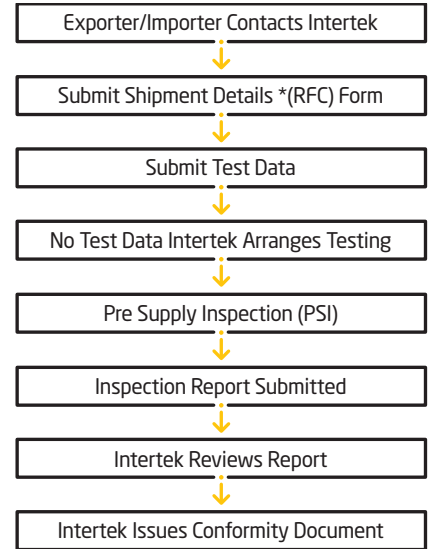 Exporter/Importer Contacts Intertek
Submit Shipment Details *(RFC) Form
Submit Test Data
No Test Data Intertek Arranges Testing
Pre Supply Inspection (PSI)
Inspection Report Submitted
Intertek Reviews Report
Intertek Issues Conformity Document